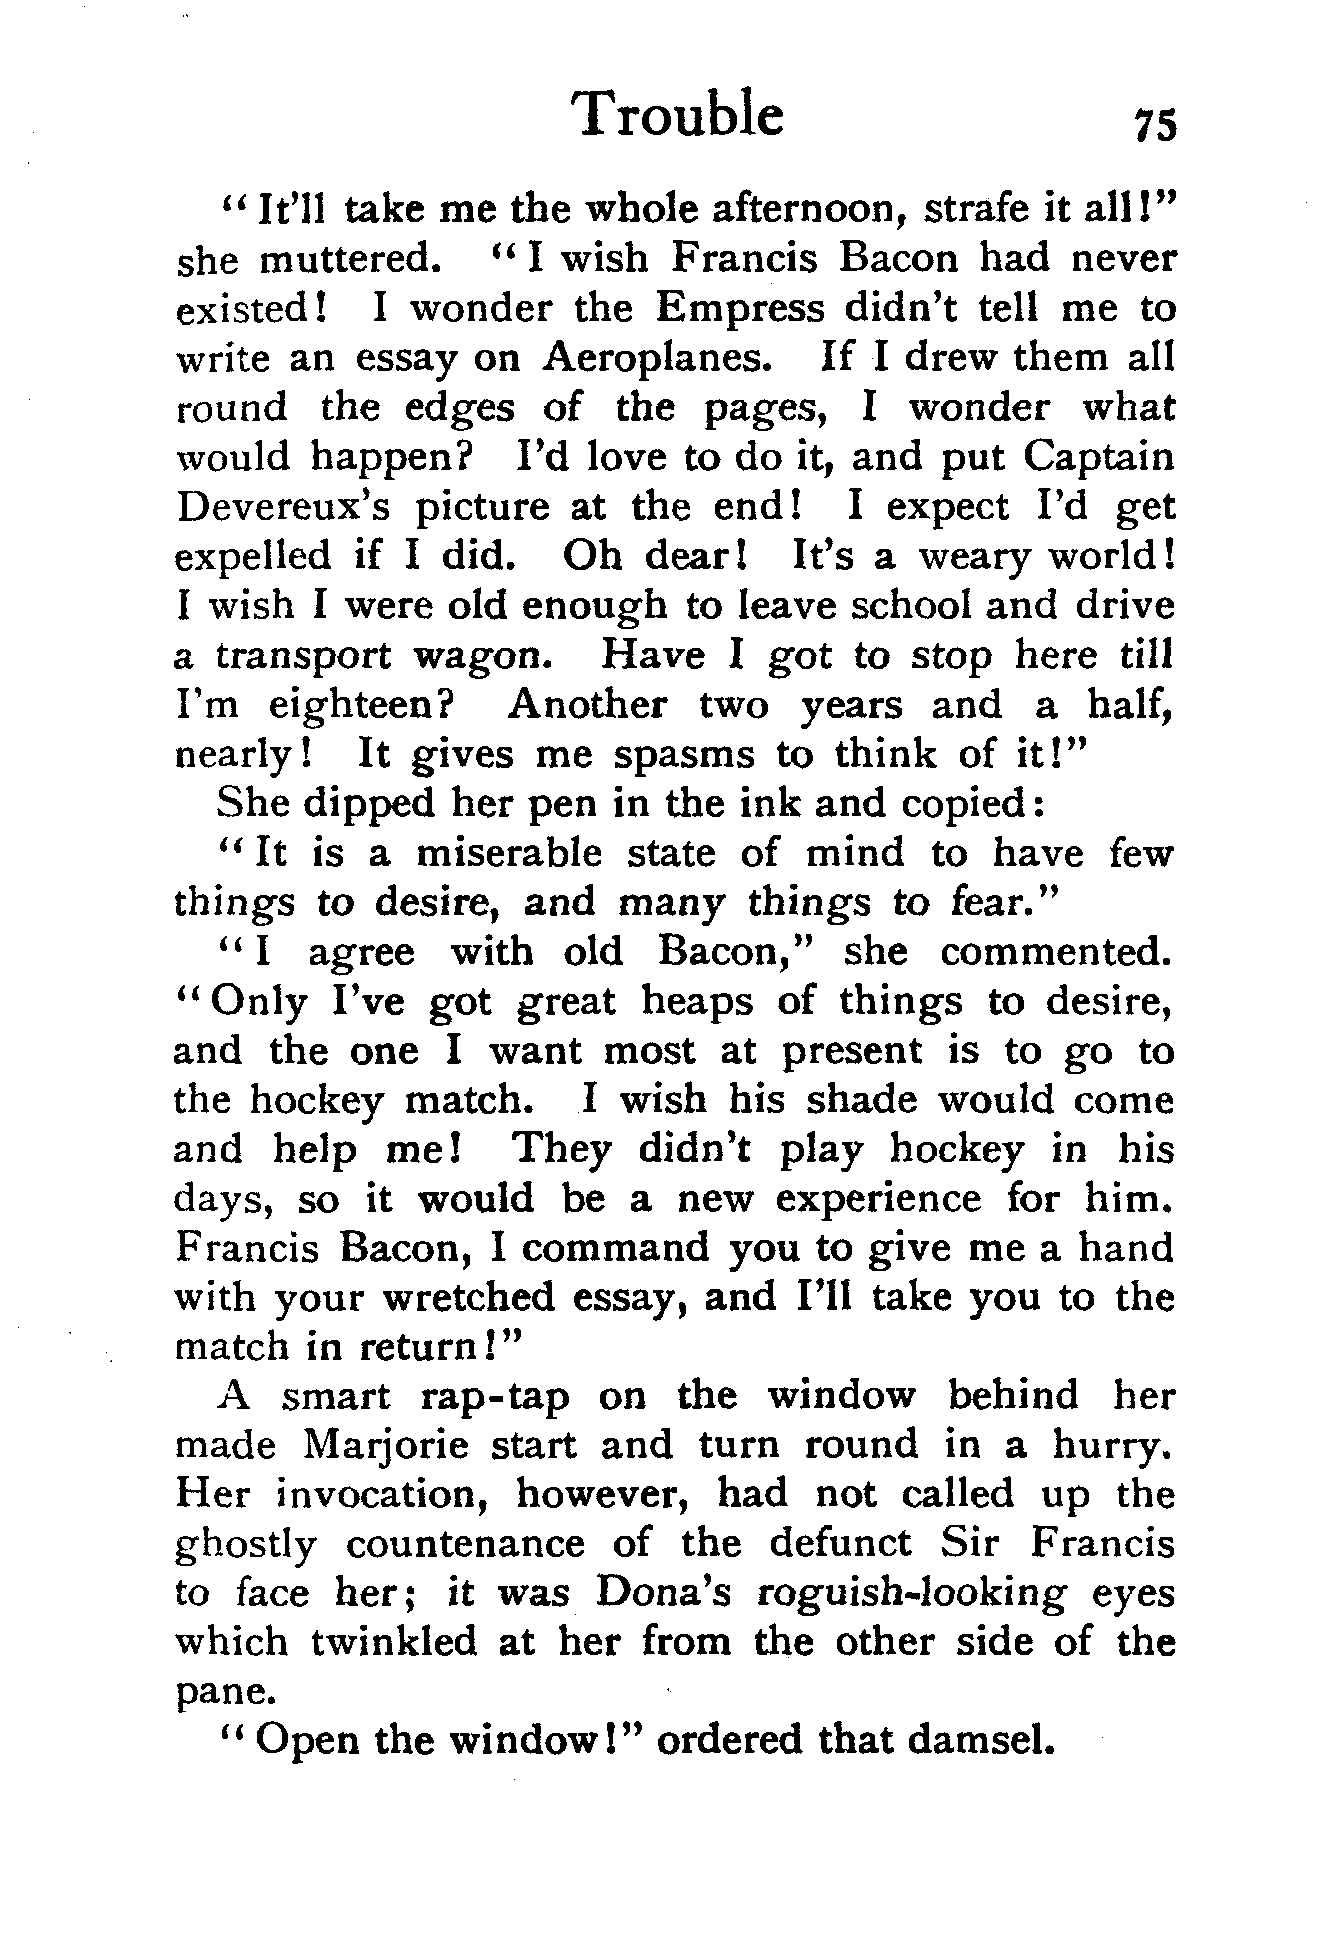 Trouble 75
“ It’ll take me the whole afternoon, strafe it all!”
she muttered. “ I wish Francis Bacon had never
existed! I wonder the Empress didn’t tell me to
write an essay on Aeroplanes. If I drew them all
round the edges of the pages, I wonder what
would happen? I’d love to do it, and put Captain
Devereux’s picture at the end! I expect I’d get
expelled if I did. Oh dear! It’s a weary world!
I wish I were old enough to leave school and drive
a transport wagon. Have I got to stop here till
I’m eighteen? Another two years and a half,
nearly! It gives me spasms to think of it!”
She dipped her pen in the ink and copied:
“ It is a miserable state of mind to have few
things to desire, and many things to fear.”
“ I agree with old Bacon,” she commented.
“ Only I’ve got great heaps of things to desire,
and the one I want most at present is to go to
the hockey match. I wish his shade would come
and help me! They didn’t play hockey in his
days, so it would be a new experience for him.
Francis Bacon, I command you to give me a hand
with your wretched essay, and I’ll take you to the
match in return!”
A smart rap-tap on the window behind her
made Marjorie start and turn round in a hurry.
Her invocation, however, had not called up the
ghostly countenance of the defunct Sir Francis
to face her; it was Dona’s roguish-looking eyes
which twinkled at her from the other side of the
pane.
“ Open the window!” ordered that damsel.